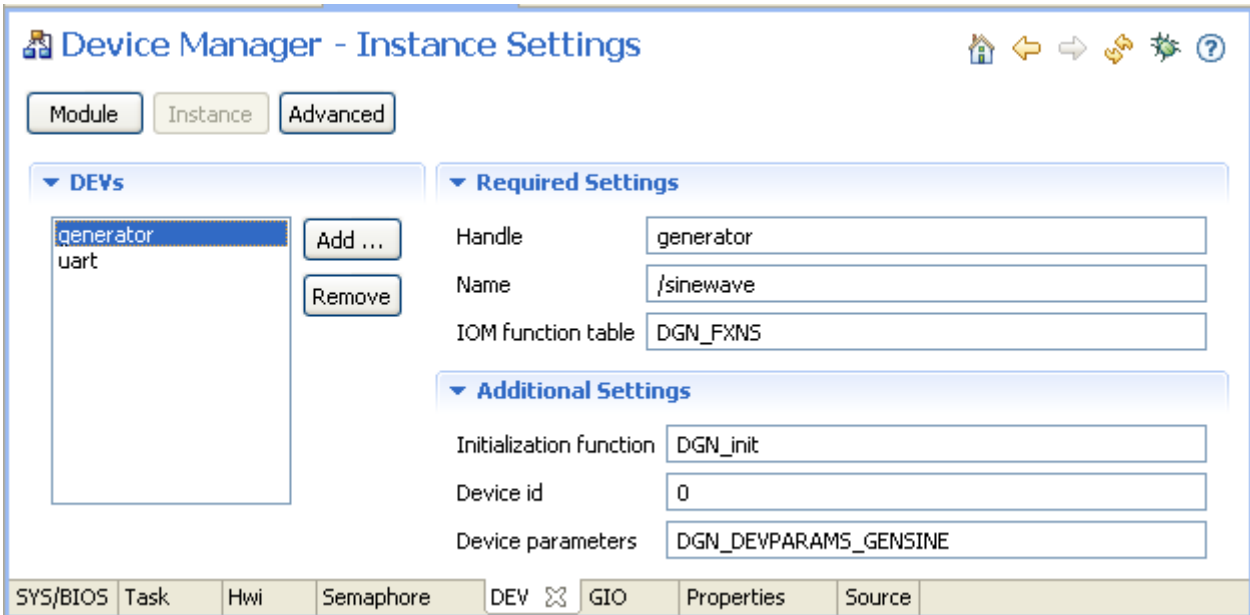 Device Manager - Instance Settings
Module Instance Advanced
DEVs
generator
uart
Add ...
Remove
Required Settings
Handle generator
Name /sinewave
IOM function table DGN_FXNS
Additional Settings
Initialization function DGN_init
Device id 0
Device parameters DGN_DEVPARAMS_GENSINE
SYS/BIOS Task Hwi Semaphore DEV GIO Properties Source